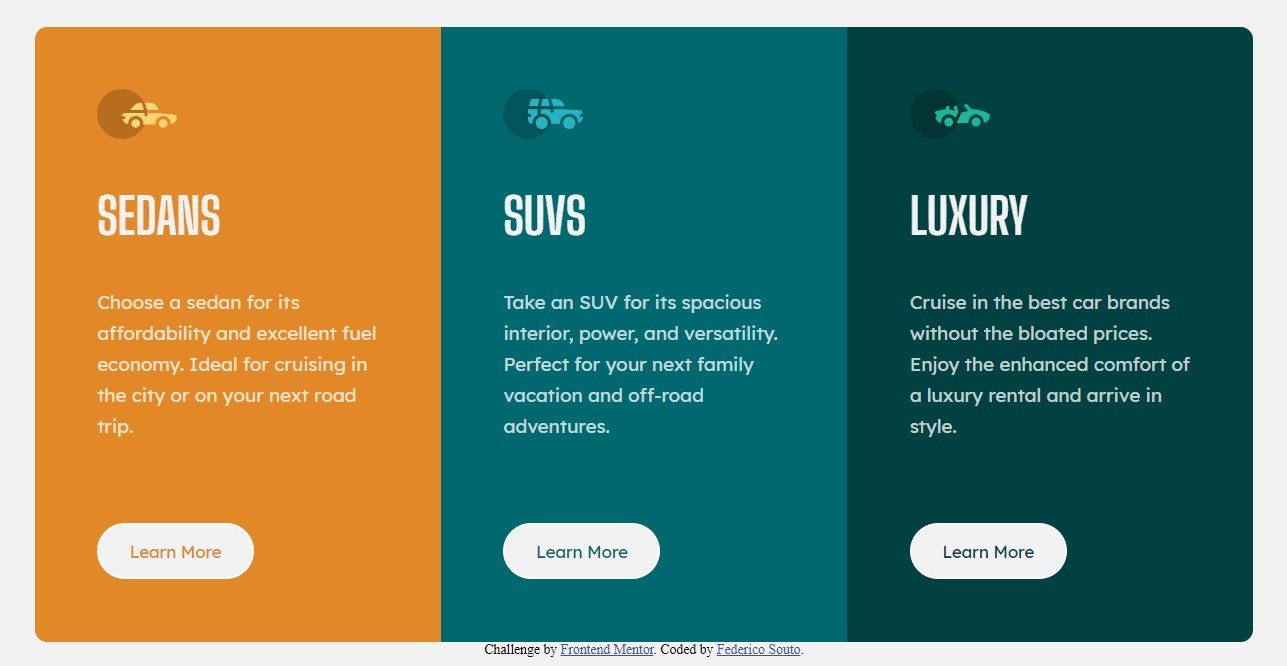 SEDANS
Choose a sedan for its
affordability and excellent fuel
economy. Ideal for cruising in
the city or on your next road
trip.
Learn More
SUVS
Take an SUV for its spacious
interior, power, and versatility.
Perfect for your next family
vacation and off-road
adventures.
Learn More
LUXURY
Cruise in the best car brands
without the bloated prices.
Enjoy the enhanced comfort of
a luxury rental and arrive in
style.
Learn More
Challenge by Frontend Mentor. Coded by Federico Souto.